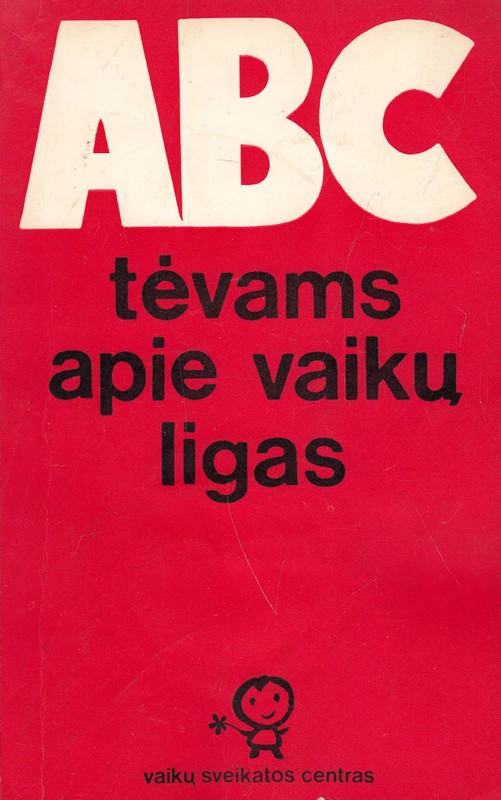 ABC
tėvams
apie vaikų
ligas
vaikų sveikatos centras